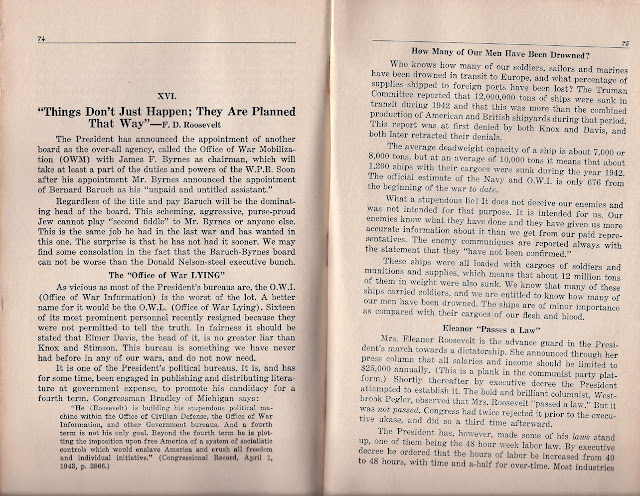 74
XVI.
"Things Don't Just Happen; They Are Planned
That Way"—F. D. Roosevelt
The President has announced the appointment of another
board as the over-all agency, called the Office of War Mobiliza-
tion (OWM) with James F. Byrnes as chairman, which will
take at least a part of the duties and powers of the W.P.B. Soon
after his appointment Mr. Byrnes announced the appointment
of Bernard Baruch as his "unpaid and untitled assistant."
Regardless of the title and pay Baruch will be the dominat-
ing head of the board. This scheming, aggressive, purse-proud
Jew cannot play "second fiddle" to Mr. Byrnes or anyone else.
This is the same job he had in the last war and has wanted in
this one. The surprise is that he has not had it sooner. We may
find some consolation in the fact that the Baruch-Byrnes board
can not be worse than the Donald Nelson-steel executive bunch.
The "Office of War LYING"
As vicious as most of the President's bureaus are, the O.W.I.
(Office of War Information) is the worst of the lot. A better
name for it would be the O.W.L. (Office of War Lying). Sixteen
of its most prominent personnel recently resigned because they
were not permitted to tell the truth. In fairness it should be
stated that Elmer Davis, the head of it, is no greater liar than
Knox and Stimson. This bureau is something we have never
had before in any of our wars, and do not now need.
It is one of the President's political bureaus. It is, and has
for some time, been engaged in publishing and distributing litera-
ture at government expense, to promote his candidacy for a
fourth term. Congressman Bradley of Michigan says:
"He (Roosevelt) is building his stupendous political ma-
chine within the Office of Civilian Defense, the Office of War
Information, and other Government bureaus. And a fourth
term is not his only goal. Beyond the fourth term he is plot-
ting the imposition upon free America of a system of socialistic
controls which would enslave America and crush all freedom
and individual initiative." (Congressional Record, April 1,
1943, p. 2866.)
75
How Many of Our Men Have Been Drowned?
Who knows how many of our soldiers, sailors and marines
have been drowned in transit to Europe, and what percentage of
supplies shipped to foreign ports have been lost? The Truman
Committee reported that 12,000,000 tons of ships were sunk in
transit during 1942 and that this was more than the combined
production of American and British shipyards during that period.
This report was at first denied by both Knox and Davis, and
both later retracted their denials.
The average deadweight capacity of a ship is about 7,000 or
8,000 tons, but at an average of 10,000 tons it means that about
1,200 ships with their cargoes were sunk during the year 1942.
The official estimate of the Navy and O.W.I. is only 676 from
the beginning of the war to date.
What a stupendous lie! It does not deceive our enemies and
was not intended for that purpose. It is intended for us. Our
enemies know what they have done and they have given us more
accurate information about it than we get from our paid repre-
sentatives. The enemy communiques are reported always with
the statement that they "have not been confirmed."
These ships were all loaded with cargoes of soldiers and
munitions and supplies, which means that about 12 million tons
of them in weight were also sunk. We know that many of these
ships carried soldiers, and we are entitled to know how many of
our men have been drowned. The ships are of minor importance
as compared with their cargoes of our flesh and blood.
Eleanor "Passes a Law"
Mrs. Eleanor Roosevelt is the advance guard in the Presi-
dent's march towards a dictatorship. She announced through her
press column that all salaries and income should be limited to
$25,000 annually. (This is a plank in the communist party plat-
form.) Shortly thereafter by executive decree the President
attempted to establish it. The bold and brilliant columnist, West-
brook Pegler, observed that Mrs. Roosevelt "passed a law." But it
was not passed. Congress had twice rejected it prior to the execu-
tive ukase, and did so a third time afterward.
The President has, however, made some of his laws stand
up, one of them being the 48 hour week labor law. By executive
decree he ordered that the hours of labor be increased from 40
to 48 hours, with time and a-half for over-time. Most industries